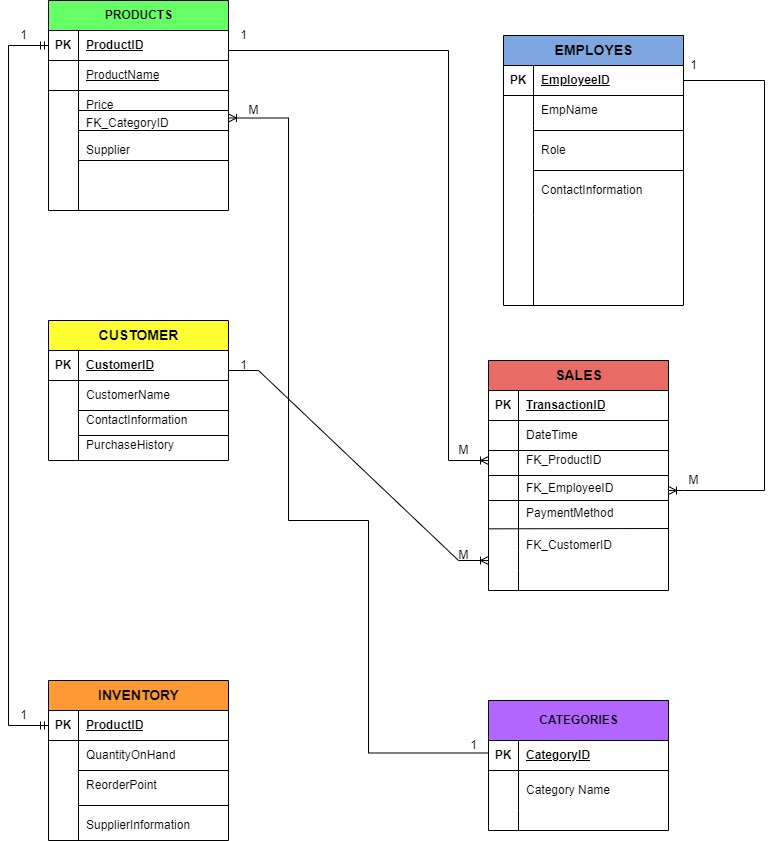 PRODUCTS
1
PK ProductID
1
ProductName
Price
M
FK_CategoryID
Supplier
EMPLOYES
1
PK EmployeeID
EmpName
Role
ContactInformation
CUSTOMER
PK CustomerID
1
CustomerName
ContactInformation
PurchaseHistory
SALES
PK TransactionID
DateTime
M
FK_ProductID
M
FK_EmployeeID
PaymentMethod
M
FK_CustomerID
INVENTORY
1
PK ProductID
QuantityOnHand
ReorderPoint
SupplierInformation
CATEGORIES
1
PK CategoryID
Category Name